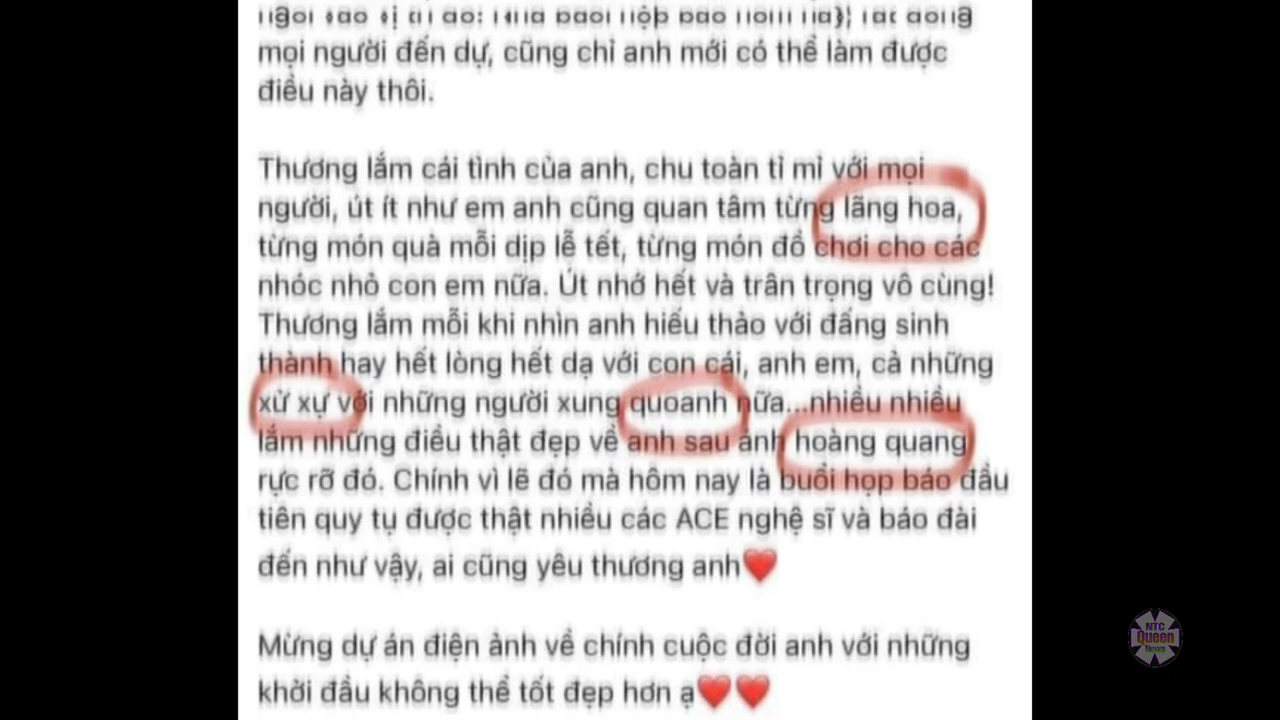 mọi người đến dự, cũng chỉ anh mới có thể làm được
điều này thôi.
Thương lắm cái tình của anh, chu toàn tỉ mỉ với mọi
người, út ít như em anh cũng quan tâm từng lãng hoa,
từng món quà mỗi dịp lễ tết, từng món đồ chơi cho các
nhóc nhỏ con em nữa. Út nhớ hết và trân trọng vô cùng!
Thương lắm mỗi khi nhìn anh hiếu thảo với đấng sinh
thành hay hết lòng hết dạ với con cái, anh em, cả những
xử xự với những người xung quoanh nữa...nhiều nhiều
lắm những điều thật đẹp về anh sau ánh hoàng quang
rực rỡ đó. Chính vì lẽ đó mà hôm nay là buổi họp báo đầu
tiên quy tụ được thật nhiều các ACE nghệ sĩ và báo đài
đến như vậy, ai cũng yêu thương anh❤️
Mừng dự án điện ảnh về chính cuộc đời anh với những
khởi đầu không thể tốt đẹp hơn ạ❤️❤️
NTC
Queen
News